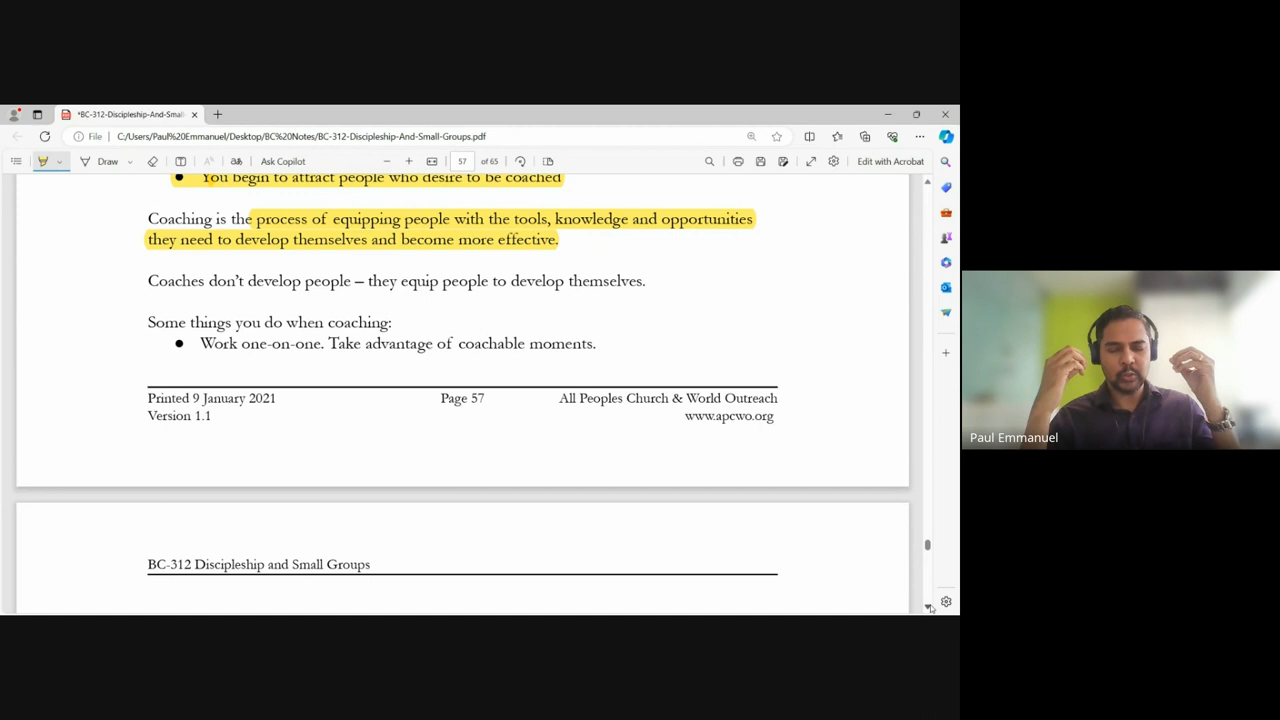 *BC-312-Discipleship-And-Smal
File
C:/Users/Paul%20Emmanuel/Desktop/BC%20Notes/BC-312-Discipleship-And-Small-Groups.pdf
Draw
Ask Copilot
57 of 65
Edit with Acrobat
● You begin to attract people who desire to be coached
Coaching is the process of equipping people with the tools, knowledge and opportunities
they need to develop themselves and become more effective.
Coaches don’t develop people – they equip people to develop themselves.
Some things you do when coaching:
● Work one-on-one. Take advantage of coachable moments.
Printed 9 January 2021 Page 57 All Peoples Church & World Outreach
Version 1.1 www.apcwo.org
Paul Emmanuel
BC-312 Discipleship and Small Groups